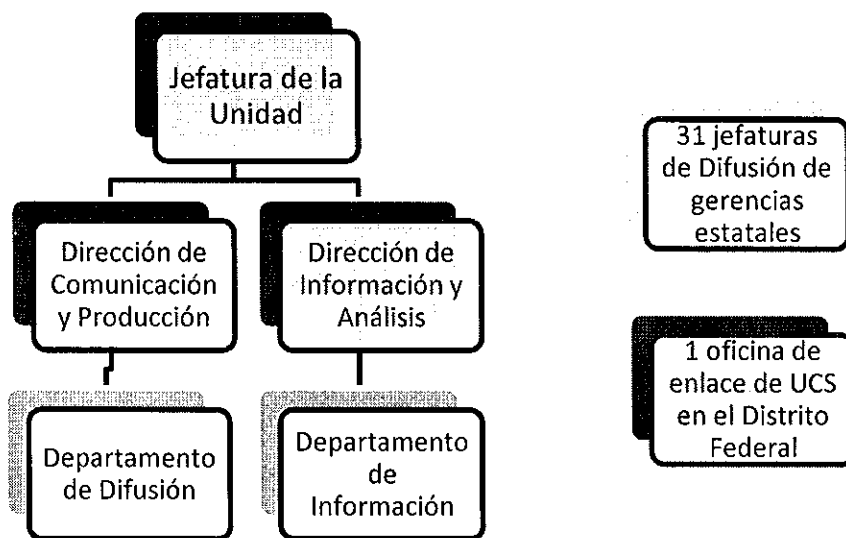 Jefatura de la
Unidad
Dirección de
Comunicación
y Producción
Dirección de
Información y
Análisis
Departamento
de Difusión
Departamento
de
Información
31 jefaturas
de Difusión de
gerencias
estatales
1 oficina de
enlace de UCS
en el Distrito
Federal